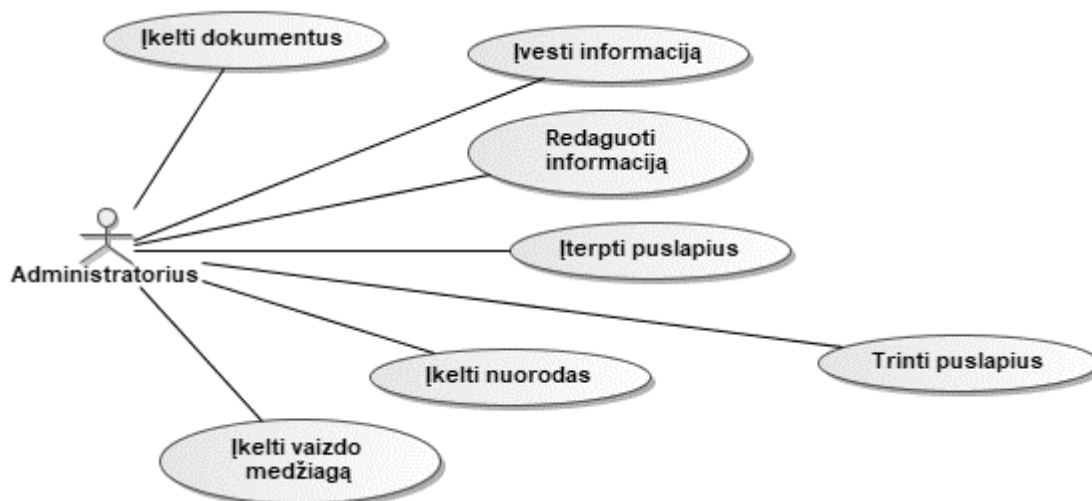 Įkelti dokumentus
Įvesti informaciją
Redaguoti
informaciją
Įterpti puslapius
Administratorius
Trinti puslapius
Įkelti nuorodas
Įkelti vaizdo
medžiagą